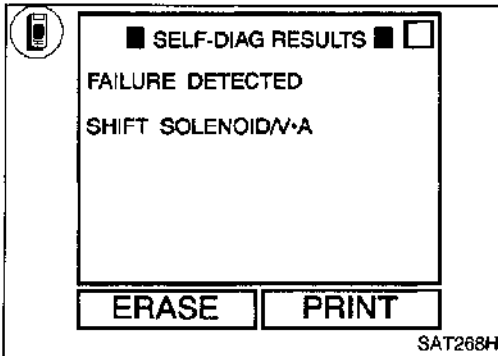 ■ SELF-DIAG RESULTS ■
FAILURE DETECTED
SHIFT SOLENOID/V·A
ERASE PRINT
SAT268H